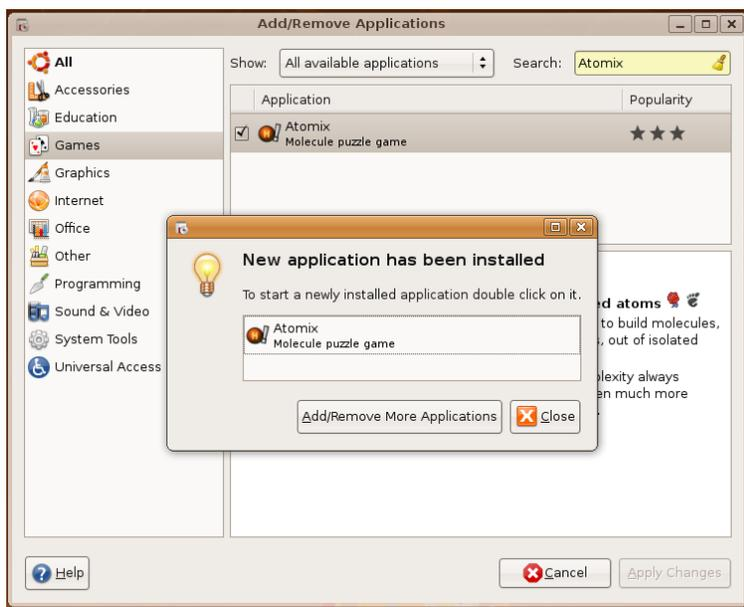 Add/Remove Applications
All
Accessories
Education
Games
Graphics
Internet
Office
Other
Programming
Sound & Video
System Tools
Universal Access
Show: All available applications Search: Atomix
Application Popularity
Atomix
Molecule puzzle game
New application has been installed
To start a newly installed application double click on it.
Atomix
Molecule puzzle game
Add/Remove More Applications Close
atoms
to build molecules,
out of isolated
always
much more
Help Cancel Apply Changes